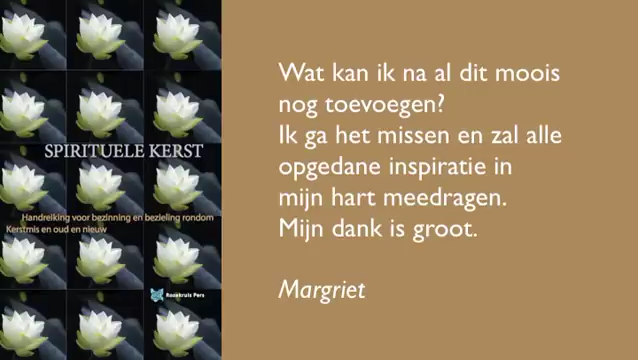 SPIRITUELE KERST
Handreiking voor bezinning en bezieling rondom
Kerstmis en oud en nieuw
Rozekruis Pers
Wat kan ik na al dit moois
nog toevoegen?
Ik ga het missen en zal alle
opgedane inspiratie in
mijn hart meedragen.
Mijn dank is groot.
Margriet